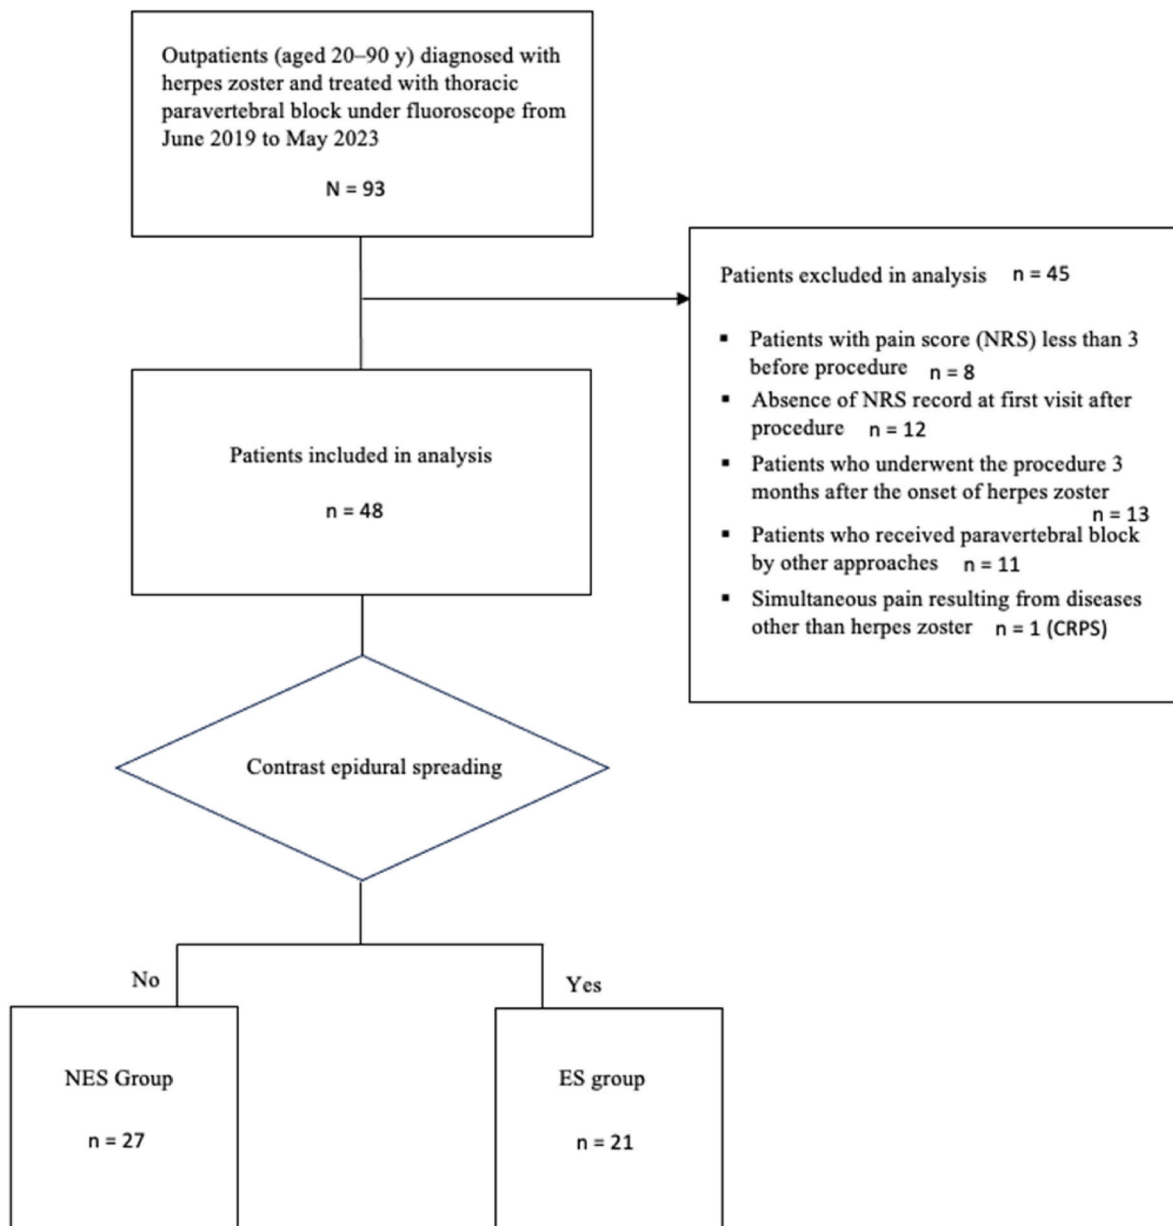 Outpatients (aged 20–90 y) diagnosed with
herpes zoster and treated with thoracic
paravertebral block under fluoroscope from
June 2019 to May 2023
N = 93
Patients excluded in analysis n = 45
▪ Patients with pain score (NRS) less than 3
before procedure n = 8
▪ Absence of NRS record at first visit after
procedure n = 12
▪ Patients who underwent the procedure 3
months after the onset of herpes zoster
n = 13
▪ Patients who received paravertebral block
by other approaches n = 11
▪ Simultaneous pain resulting from diseases
other than herpes zoster n = 1 (CRPS)
Patients included in analysis
n = 48
Contrast epidural spreading
No
Yes
NES Group
n = 27
ES group
n = 21